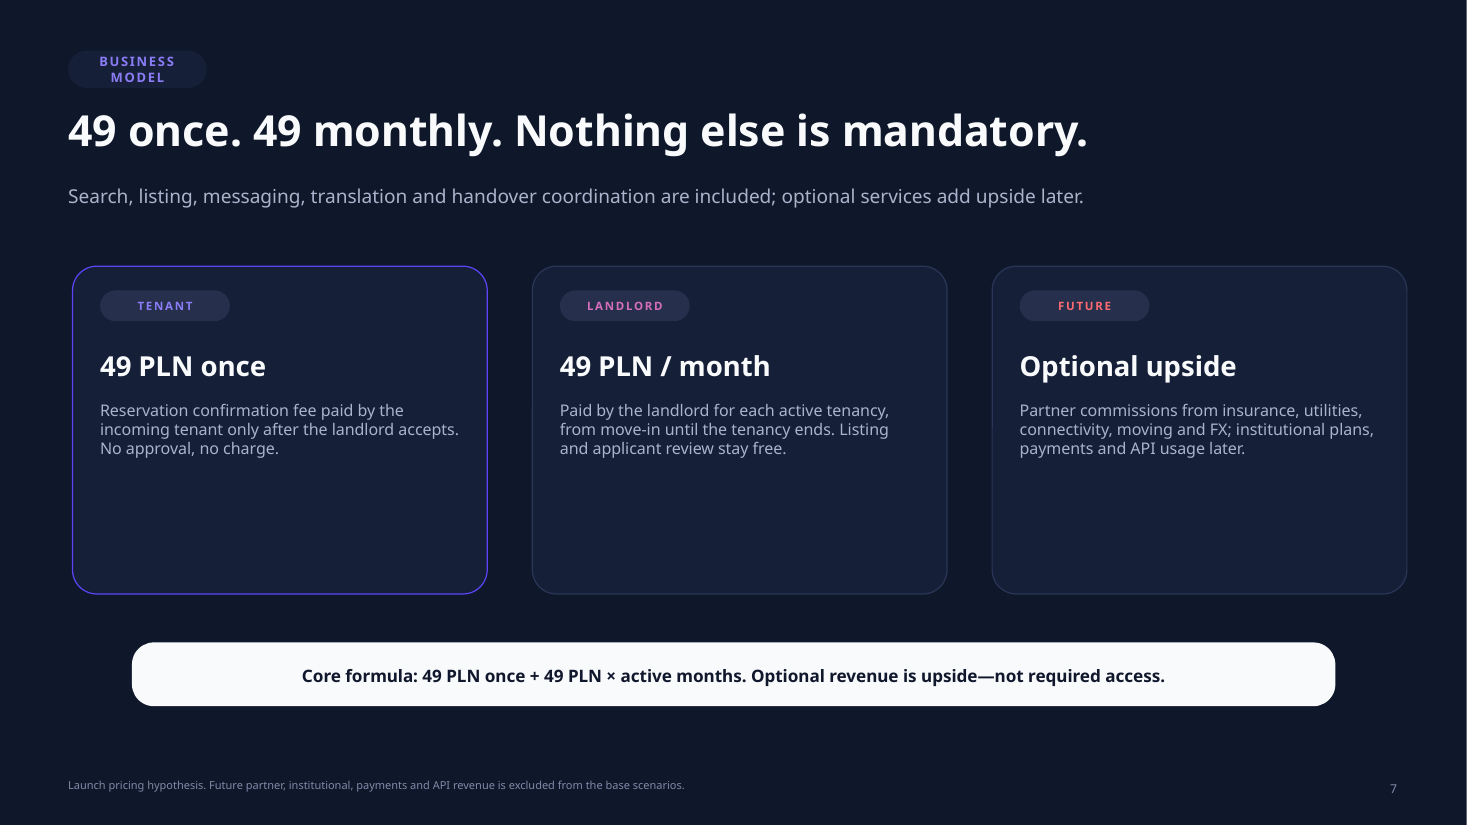 BUSINESS
MODEL
49 once. 49 monthly. Nothing else is mandatory.
Search, listing, messaging, translation and handover coordination are included; optional services add upside later.
TENANT
49 PLN once
Reservation confirmation fee paid by the
incoming tenant only after the landlord accepts.
No approval, no charge.
LANDLORD
49 PLN / month
Paid by the landlord for each active tenancy,
from move-in until the tenancy ends. Listing
and applicant review stay free.
FUTURE
Optional upside
Partner commissions from insurance, utilities,
connectivity, moving and FX; institutional plans,
payments and API usage later.
Core formula: 49 PLN once + 49 PLN × active months. Optional revenue is upside—not required access.
Launch pricing hypothesis. Future partner, institutional, payments and API revenue is excluded from the base scenarios.
7